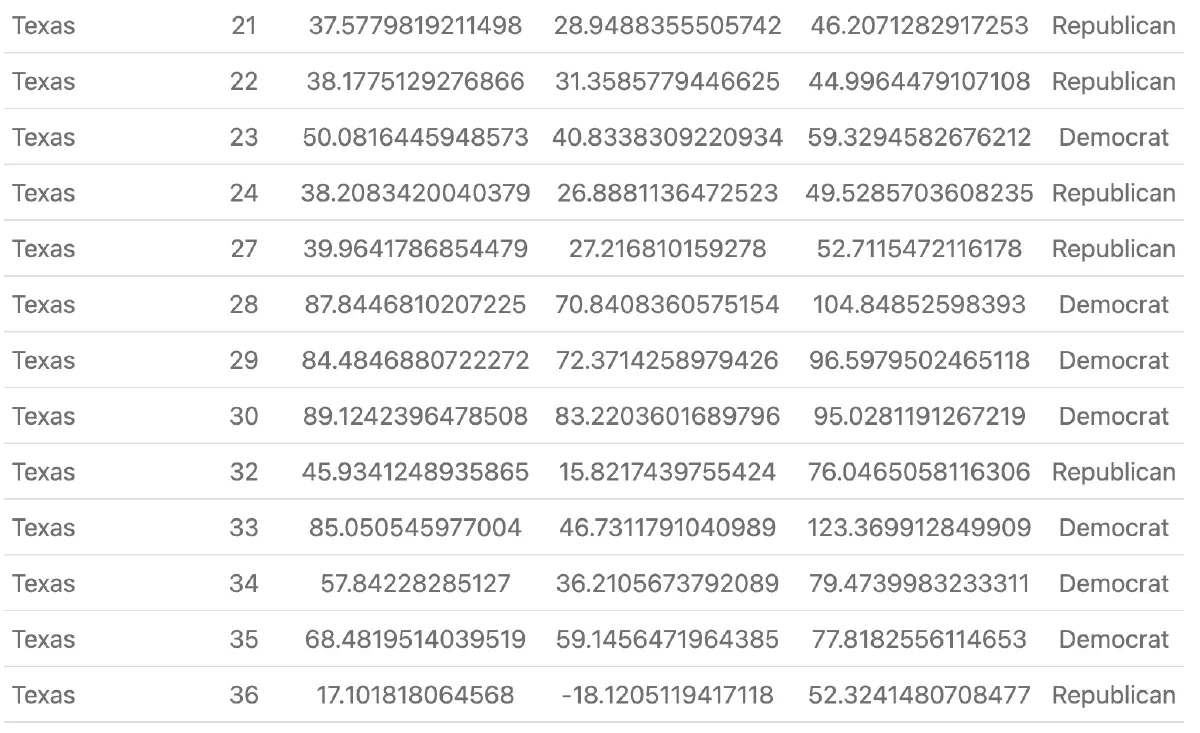 Texas 21 37.5779819211498 28.9488355505742 46.2071282917253 Republican
Texas 22 38.1775129276866 31.3585779446625 44.9964479107108 Republican
Texas 23 50.0816445948573 40.8338309220934 59.3294582676212 Democrat
Texas 24 38.2083420040379 26.8881136472523 49.5285703608235 Republican
Texas 27 39.9641786854479 27.216810159278 52.7115472116178 Republican
Texas 28 87.8446810207225 70.8408360575154 104.84852598393 Democrat
Texas 29 84.4846880722272 72.3714258979426 96.5979502465118 Democrat
Texas 30 89.1242396478508 83.2203601689796 95.0281191267219 Democrat
Texas 32 45.9341248935865 15.8217439755424 76.0465058116306 Republican
Texas 33 85.050545977004 46.7311791040989 123.369912849909 Democrat
Texas 34 57.84228285127 36.2105673792089 79.4739983233311 Democrat
Texas 35 68.4819514039519 59.1456471964385 77.8182556114653 Democrat
Texas 36 17.101818064568 -18.1205119417118 52.3241480708477 Republican